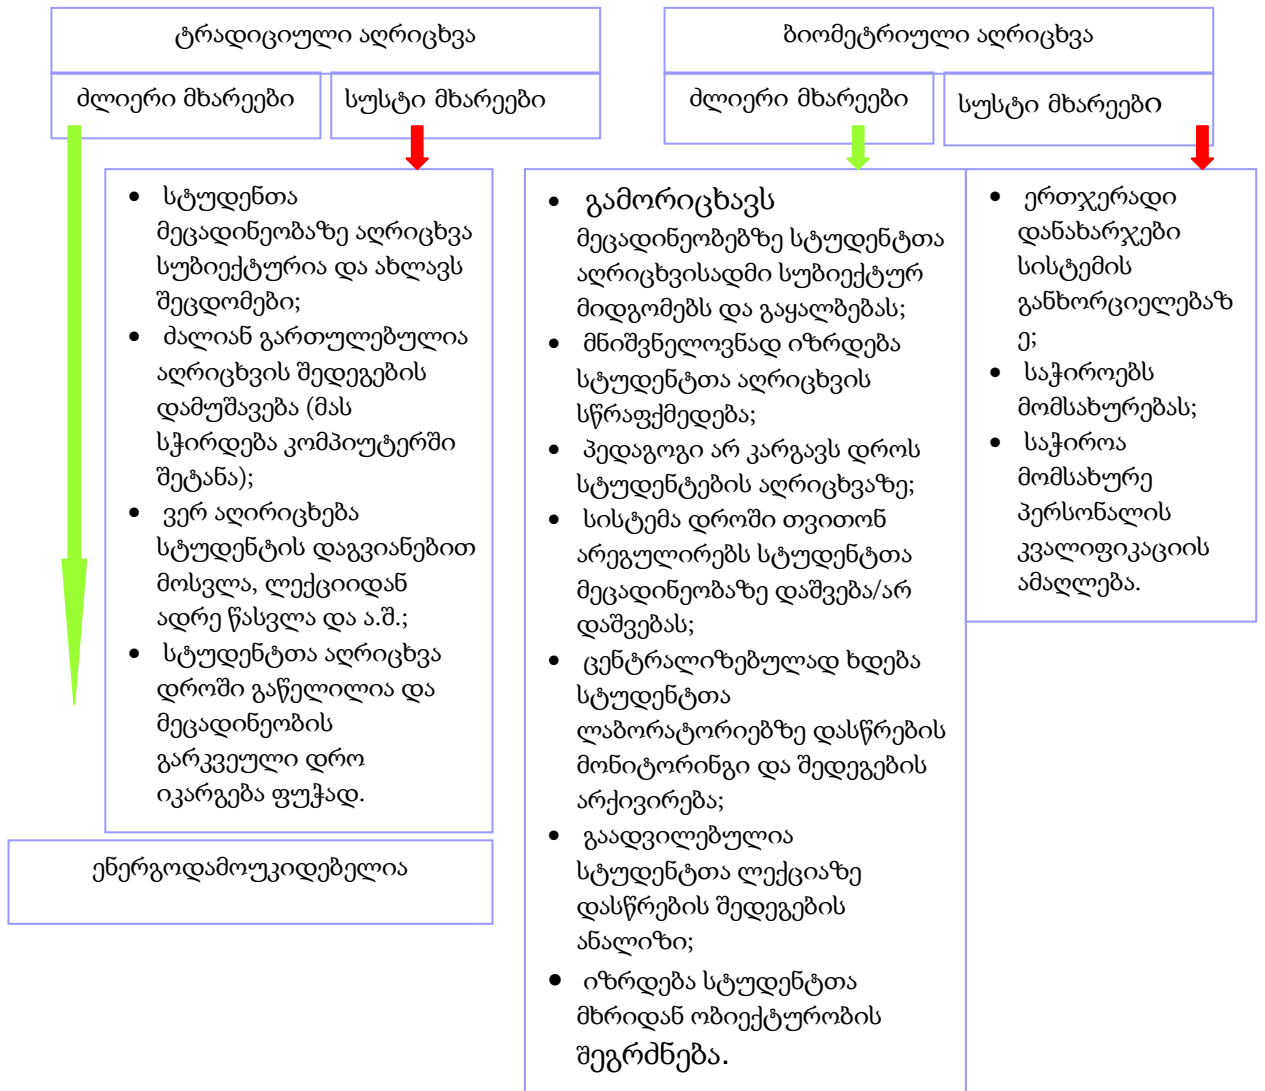 ტრადიციული აღრიცხვა
ძლიერი მხარეები
სუსტი მხარეები
• სტუდენთა
მეცადინეობაზე აღრიცხვა
სუბიექტურია და ახლავს
შეცდომები;
• ძალიან გართულებულია
აღრიცხვის შედეგების
დამუშავება (მას
სჭირდება კომპიუტერში
შეტანა);
• ვერ აღირიცხება
სტუდენტის დაგვიანებით
მოსვლა, ლექციიდან
ადრე წასვლა და ა.შ.;
• სტუდენტთა აღრიცხვა
დროში გაწელილია და
მეცადინეობის
გარკვეული დრო
იკარგება ფუჭად.
ენერგოდამოუკიდებელია
ბიომეტრიული აღრიცხვა
ძლიერი მხარეები
სუსტი მხარეები
• გამორიცხავს
მეცადინეობებზე სტუდენტთა
აღრიცხვისადმი სუბიექტურ
მიდგომებს და გაყალბებას;
• მნიშვნელოვნად იზრდება
სტუდენტთა აღრიცხვის
სწრაფქმედება;
• პედაგოგი არ კარგავს დროს
სტუდენტების აღრიცხვაზე;
• სისტემა დროში თვითონ
არეგულირებს სტუდენტთა
მეცადინეობაზე დაშვება/არ
დაშვებას;
• ცენტრალიზებულად ხდება
სტუდენტთა
ლაბორატორიებზე დასწრების
მონიტორინგი და შედეგების
არქივირება;
• გაადვილებულია
სტუდენტთა ლექციაზე
დასწრების შედეგების
ანალიზი;
• იზრდება სტუდენტთა
მხრიდან ობიექტურობის
შეგრძნება.
• ერთჯერადი
დანახარჯები
სისტემის
განხორციელებაზ
ე;
• საჭიროებს
მომსახურებას;
• საჭიროა
მომსახურე
პერსონალის
კვალიფიკაციის
ამაღლება.